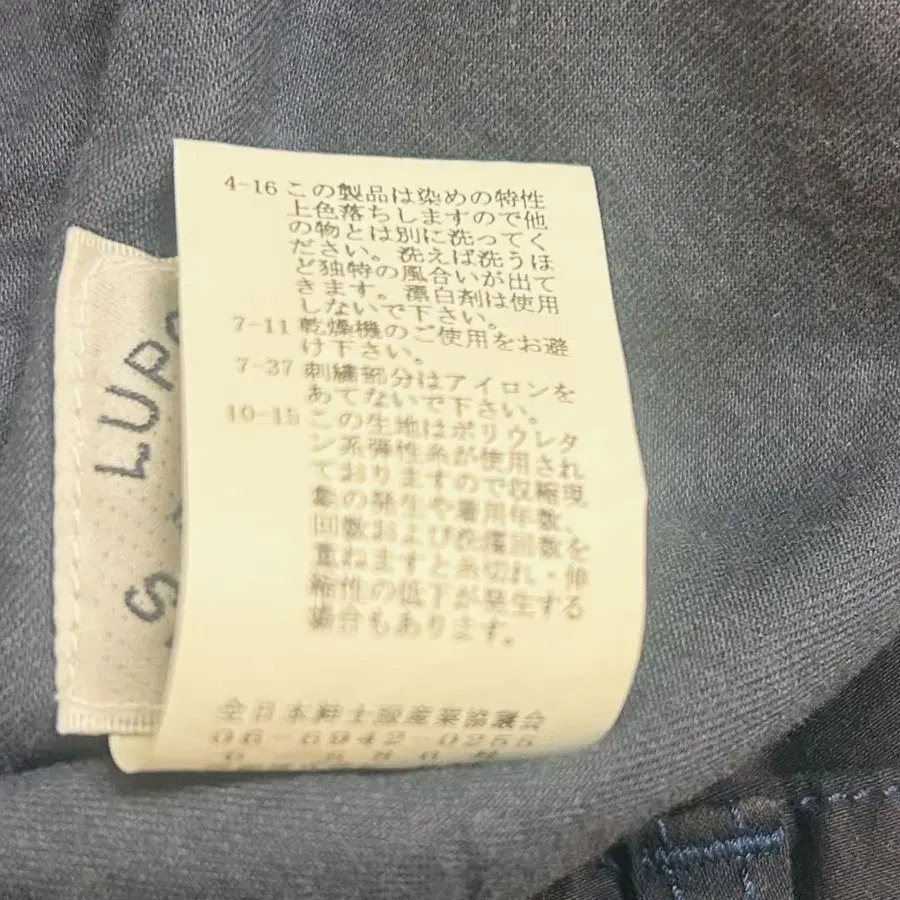 4-16 この製品は染めの特性
上色落ちしますので他
の物とは別に洗ってく
ださい。洗えば洗うほ
ど独特の風合いが出て
きます。漂白剤は使用
しないで下さい。
7-11 乾燥機のご使用をお避
け下さい。
7-37 刺繍部分はアイロンを
あてないで下さい。
10-15 この生地はポリウレタ
ン系弾性糸が使用され
ておりますので収縮現
象の発生や着用年数、
回数および洗濯回数を
重ねますと糸切れ・伸
縮性の低下が発生する
場合もあります。
全日本紳士服産業協議会
06-6942-0255
LUP
S